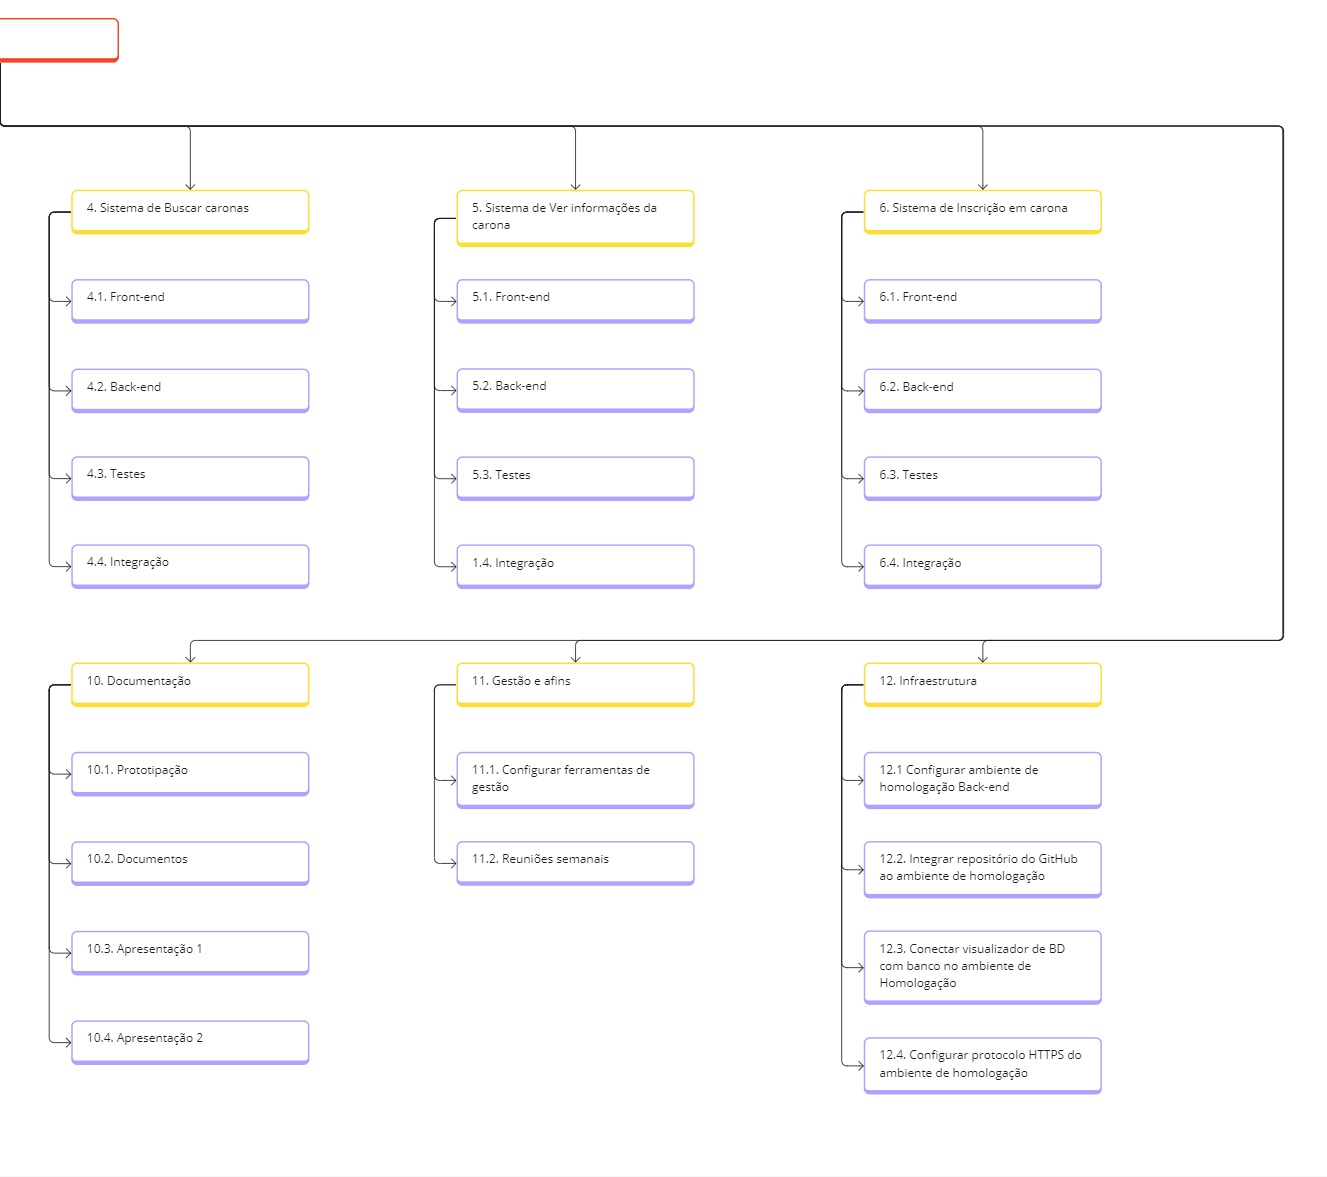 4. Sistema de Buscar caronas
4.1. Front-end
4.2. Back-end
4.3. Testes
4.4. Integração
5. Sistema de Ver informações da
carona
5.1. Front-end
5.2. Back-end
5.3. Testes
1.4. Integração
6. Sistema de Inscrição em carona
6.1. Front-end
6.2. Back-end
6.3. Testes
6.4. Integração
10. Documentação
10.1. Prototipação
10.2. Documentos
10.3. Apresentação 1
10.4. Apresentação 2
11. Gestão e afins
11.1. Configurar ferramentas de
gestão
11.2. Reuniões semanais
12. Infraestrutura
12.1 Configurar ambiente de
homologação Back-end
12.2. Integrar repositório do GitHub
ao ambiente de homologação
12.3. Conectar visualizador de BD
com banco no ambiente de
Homologação
12.4. Configurar protocolo HTTPS do
ambiente de homologação